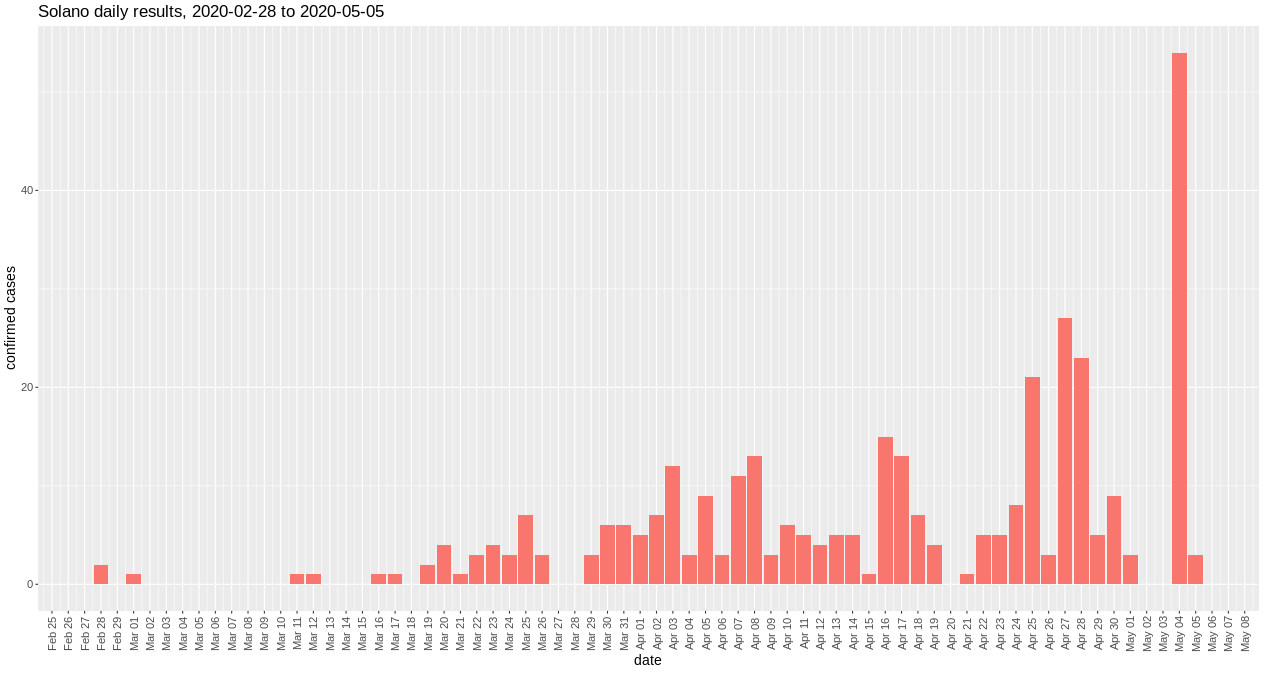 Solano daily results, 2020-02-28 to 2020-05-05
confirmed cases
40
20
0
Feb 25
Feb 26
Feb 27
Feb 28
Feb 29
Mar 01
Mar 02
Mar 03
Mar 04
Mar 05
Mar 06
Mar 07
Mar 08
Mar 09
Mar 10
Mar 11
Mar 12
Mar 13
Mar 14
Mar 15
Mar 16
Mar 17
Mar 18
Mar 19
Mar 20
Mar 21
Mar 22
Mar 23
Mar 24
Mar 25
Mar 26
Mar 27
Mar 28
Mar 29
Mar 30
Mar 31
Apr 01
Apr 02
Apr 03
Apr 04
Apr 05
Apr 06
Apr 07
Apr 08
Apr 09
Apr 10
Apr 11
Apr 12
Apr 13
Apr 14
Apr 15
Apr 16
Apr 17
Apr 18
Apr 19
Apr 20
Apr 21
Apr 22
Apr 23
Apr 24
Apr 25
Apr 26
Apr 27
Apr 28
Apr 29
Apr 30
May 01
May 02
May 03
May 04
May 05
May 06
May 07
May 08
date